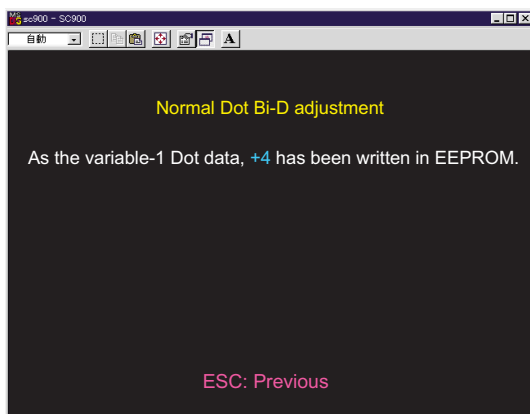 sc900 - SC900
自動
A
Normal Dot Bi-D adjustment
As the variable-1 Dot data, +4 has been written in EEPROM.
ESC: Previous